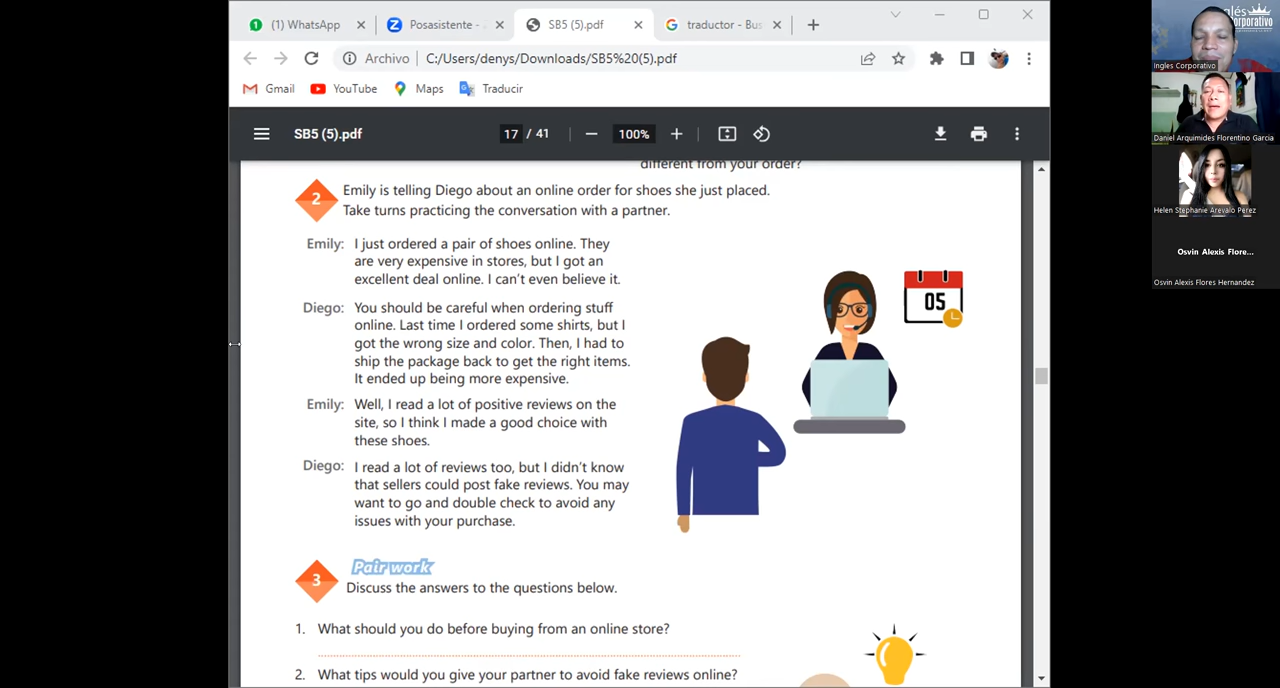 (1) WhatsApp
Posasistente -
SB5 (5).pdf
traductor - Bus
Archivo
C:/Users/denys/Downloads/SB5%20(5).pdf
Gmail
YouTube
Maps
Traducir
SB5 (5).pdf
17 / 41
100%
different from your order?
2
Emily is telling Diego about an online order for shoes she just placed.
Take turns practicing the conversation with a partner.
Emily: I just ordered a pair of shoes online. They
are very expensive in stores, but I got an
excellent deal online. I can't even believe it.
Diego: You should be careful when ordering stuff
online. Last time I ordered some shirts, but I
got the wrong size and color. Then, I had to
ship the package back to get the right items.
It ended up being more expensive.
Emily: Well, I read a lot of positive reviews on the
site, so I think I made a good choice with
these shoes.
Diego: I read a lot of reviews too, but I didn't know
that sellers could post fake reviews. You may
want to go and double check to avoid any
issues with your purchase.
05
3
Pair work
Discuss the answers to the questions below.
1. What should you do before buying from an online store?
2. What tips would you give your partner to avoid fake reviews online?
Ingles Corporativo
Daniel Arquimides Florentino Garcia
Helen Stephanie Arevalo Perez
Osvin Alexis Flore...
Osvin Alexis Flores Hernandez